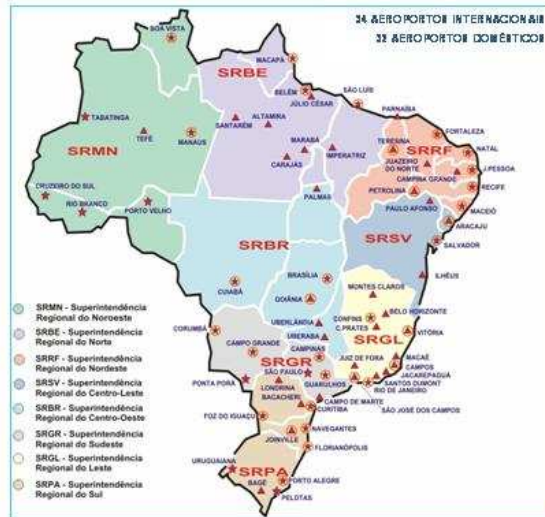 34 AEROPORTOS INTERNACIONAIS
32 AEROPORTOS DOMÉSTICOS
BOA VISTA
MACAPÁ
SRBE
BELÉM
JÚLIO CÉSAR
SÃO LUÍS
PARNAÍBA
FORTALEZA
TABATINGA
TEFÉ
MANAUS
SANTARÉM
ALTAMIRA
TERESINA
SRRF
NATAL
SRMN
MARABÁ
CARAJÁS
IMPERATRIZ
JUAZEIRO
DO NORTE
CAMPINA GRANDE
J.PESSOA
RECIFE
CRUZEIRO DO SUL
RIO BRANCO
PORTO VELHO
PALMAS
PETROLINA
PAULO AFONSO
MACEIÓ
ARACAJU
SRBR
SRSV
SALVADOR
CUIABÁ
BRASÍLIA
GOIÂNIA
MONTES CLAROS
ILHÉUS
CORUMBÁ
UBERLÂNDIA
UBERABA
CONFINS
C.PRATES
BELO HORIZONTE
SRGL
VITÓRIA
CAMPO GRANDE
CAMPINAS
SRGR
SÃO PAULO
JUIZ DE FORA
MACAÉ
CAMPOS
JACAREPAGUÁ
PONTA PORÃ
LONDRINA
GUARULHOS
SANTOS DUMONT
RIO DE JANEIRO
BACACHERI
CAMPO DE MARTE
CURITIBA
SÃO JOSÉ DOS CAMPOS
FOZ DO IGUAÇU
JOINVILLE
NAVEGANTES
FLORIANÓPOLIS
URUGUAIANA
SRPA
BAGÉ
PORTO ALEGRE
PELOTAS
SRMN - Superintendência
Regional do Noroeste
SRBE - Superintendência
Regional do Norta
SRRF - Superintendência
Regional do Nordeste
SRSV - Superintendência
Regional do Centro-Leste
SRBR - Superintendência
Regional do Centro-Oeste
SRGR - Superintendência
Regional do Sudeste
SRGL - Superintendência
Regional do Leste
SRPA - Superintendência
Regional do Sul